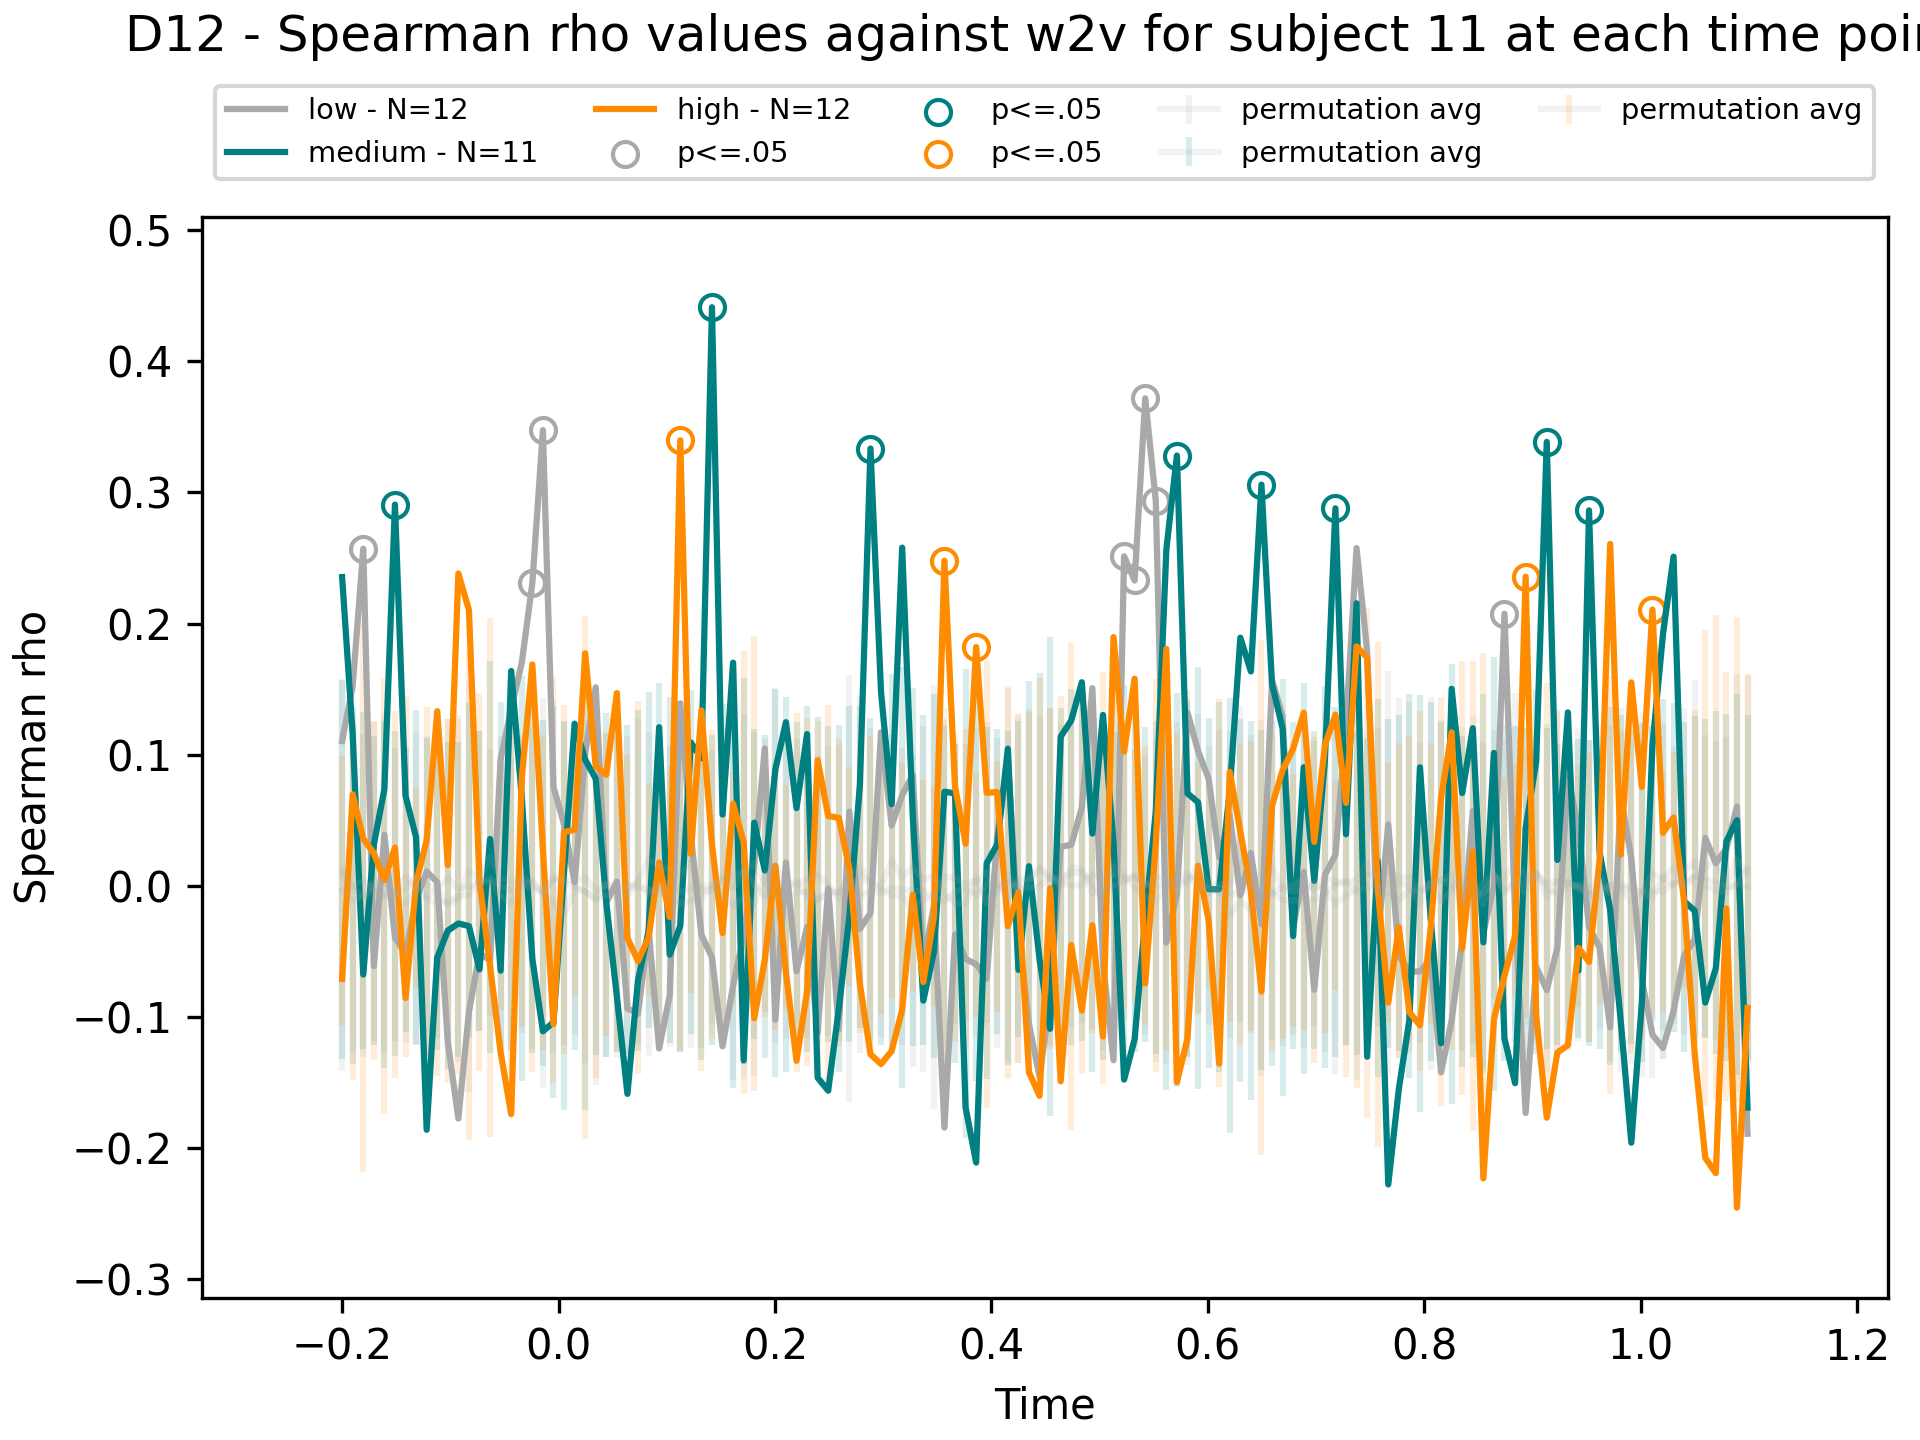 D12 - Spearman rho values against w2v for subject 11 at each time poi
low - N=12
medium - N=11
high - N=12
p<=.05
p<=.05
p<=.05
permutation avg
permutation avg
permutation avg
0.5
0.4
0.3
0.2
0.1
0.0
−0.1
−0.2
−0.3
Spearman rho
−0.2 0.0 0.2 0.4 0.6 0.8 1.0 1.2
Time